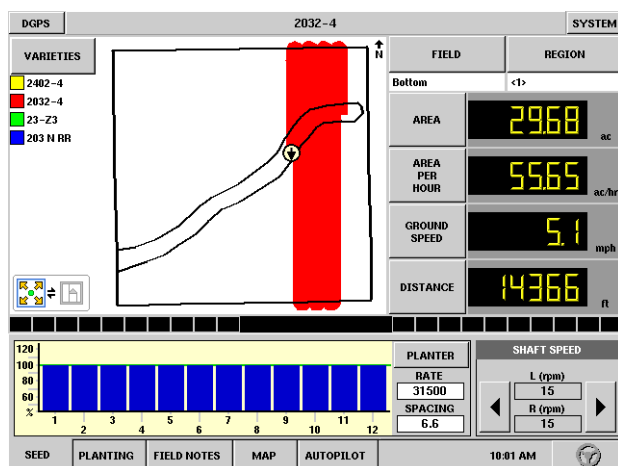 DGPS
2032-4
SYSTEM
VARIETIES
2402-4
2032-4
23-Z3
203 N RR
N
FIELD
REGION
Bottom
<1>
AREA
29.68
ac
AREA PER HOUR
55.65
ac/hr
GROUND SPEED
5.1
mph
DISTANCE
14366
ft
120
100
80
60
%
1
2
3
4
5
6
7
8
9
10
11
12
PLANTER
RATE
31500
SPACING
6.6
SHAFT SPEED
L (rpm)
15
R (rpm)
15
SEED
PLANTING
FIELD NOTES
MAP
AUTOPILOT
10:01 AM